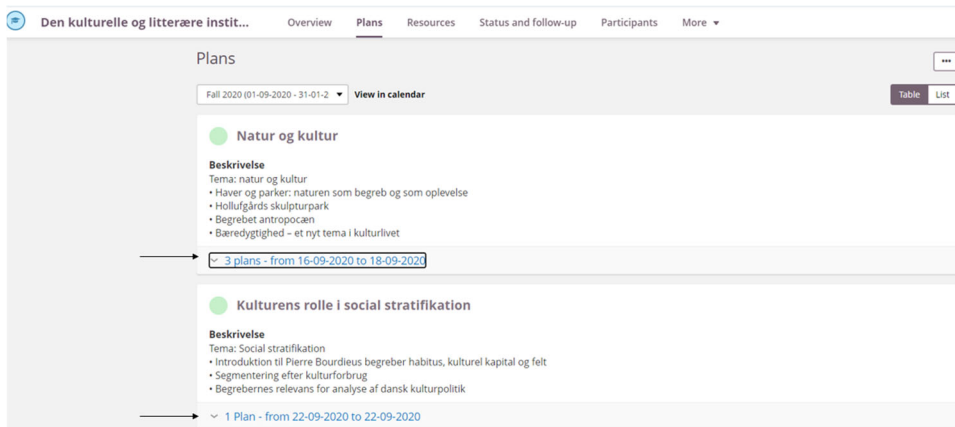 Den kulturelle og litterære instit... Overview Plans Resources Status and follow-up Participants More
Plans
Fall 2020 (01-09-2020 - 31-01-2 View in calendar Table List
Natur og kultur
Beskrivelse
Tema: natur og kultur
• Haver og parker: naturen som begreb og som oplevelse
• Hollufgårds skulpturpark
• Begrebet antropocæn
• Bæredygtighed – et nyt tema i kulturlivet
3 plans - from 16-09-2020 to 18-09-2020
Kulturens rolle i social stratifikation
Beskrivelse
Tema: Social stratifikation
• Introduktion til Pierre Bourdieus begreber habitus, kulturel kapital og felt
• Segmentering efter kulturforbrug
• Begrebernes relevans for analyse af dansk kulturpolitik
1 Plan - from 22-09-2020 to 22-09-2020